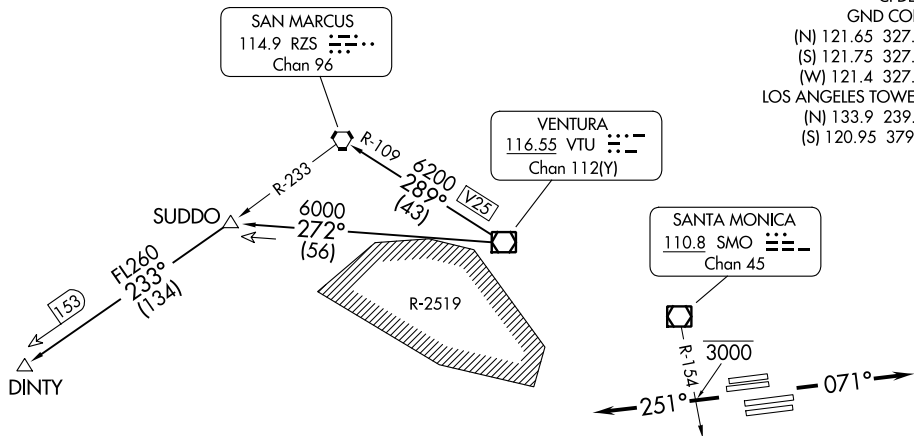 SAN MARCUS
114.9 RZS
Chan 96
GND CO
(N) 121.65 327.
(S) 121.75 327.
(W) 121.4 327.
LOS ANGELES TOWE
(N) 133.9 239.
(S) 120.95 379
VENTURA
116.55 VTU
Chan 112(Y)
R-109
6200
289°
(43)
V25
R-233
SUDDO
6000
272°
(56)
SANTA MONICA
110.8 SMO
Chan 45
FL260
233°
(134)
153
DINTY
R-2519
R-154
3000
251°
071°